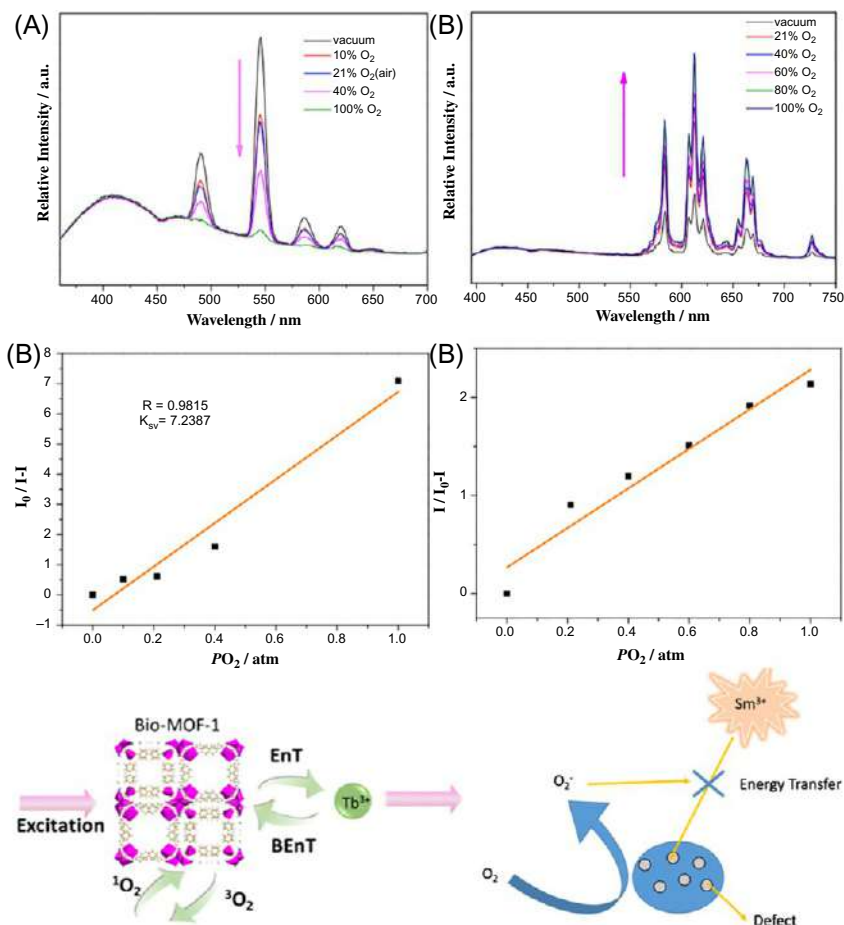 (A)
vacuum
10% O₂
21% O₂(air)
40% O₂
100% O₂
Relative Intensity / a.u.
400 450 500 550 600 650 700
Wavelength / nm
(B)
vacuum
21% O₂
40% O₂
60% O₂
80% O₂
100% O₂
Relative Intensity / a.u.
400 450 500 550 600 650 700 750
Wavelength / nm
(B)
8
7
6
5
4
3
2
1
0
–1
R = 0.9815
K_sv= 7.2387
I₀ / I-I
0.0 0.2 0.4 0.6 0.8 1.0
PO₂ / atm
(B)
2
1
0
I / I₀-I
0.0 0.2 0.4 0.6 0.8 1.0
PO₂ / atm
Bio-MOF-1
EnT
Tb³⁺
Excitation
BEnT
¹O₂
³O₂
Sm³⁺
O₂⁻
Energy Transfer
O₂
Defect